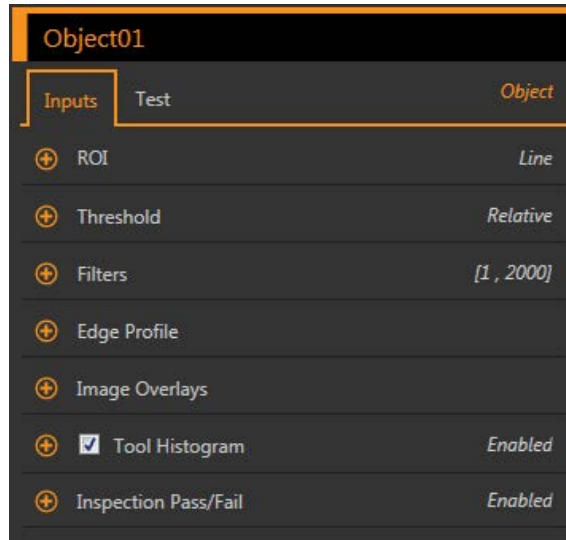 Object01
Inputs Test Object
ROI Line
Threshold Relative
Filters [1 , 2000]
Edge Profile
Image Overlays
Tool Histogram Enabled
Inspection Pass/Fail Enabled